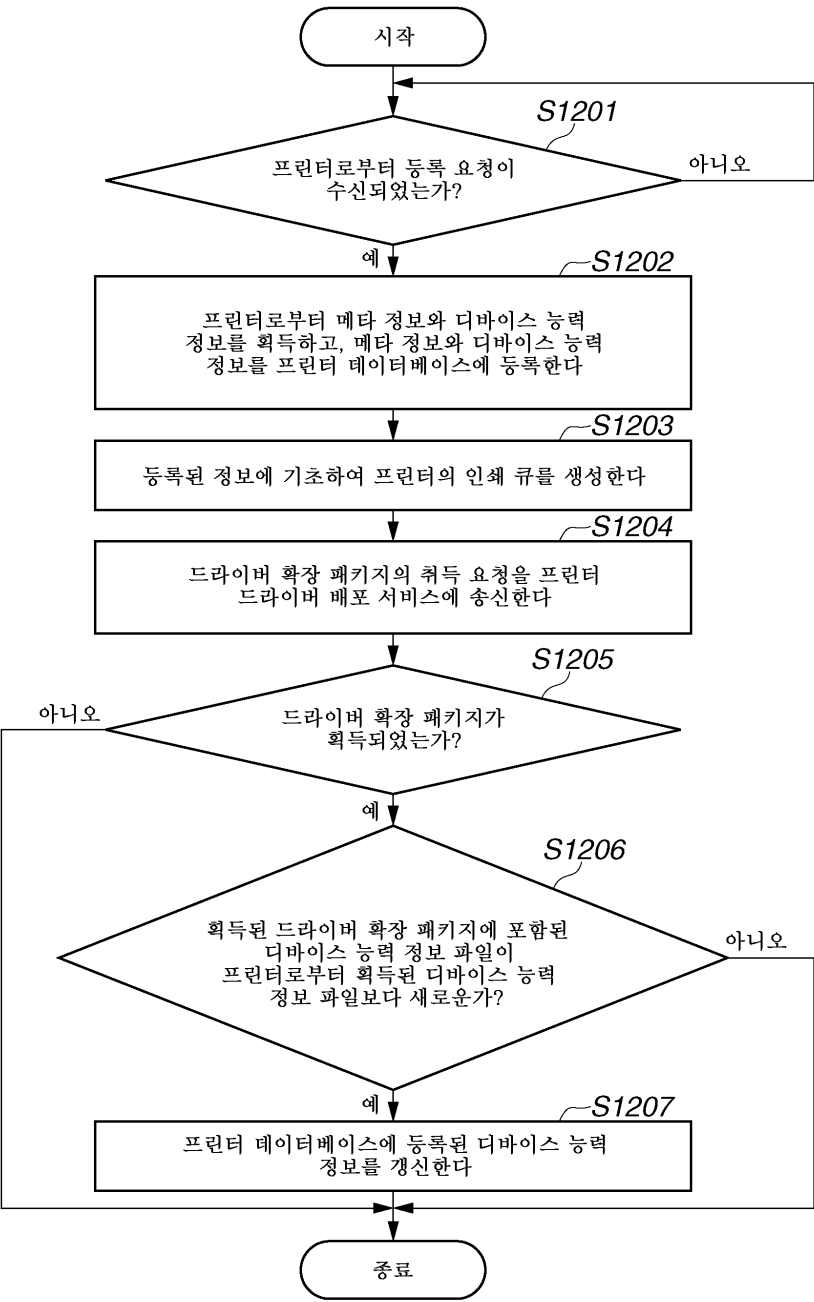 시작
S1201
프린터로부터 등록 요청이
수신되었는가?
아니오
예
S1202
프린터로부터 메타 정보와 디바이스 능력
정보를 획득하고, 메타 정보와 디바이스 능력
정보를 프린터 데이터베이스에 등록한다
S1203
등록된 정보에 기초하여 프린터의 인쇄 큐를 생성한다
S1204
드라이버 확장 패키지의 취득 요청을 프린터
드라이버 배포 서비스에 송신한다
S1205
아니오
드라이버 확장 패키지가
획득되었는가?
예
S1206
획득된 드라이버 확장 패키지에 포함된
디바이스 능력 정보 파일이
프린터로부터 획득된 디바이스 능력
정보 파일보다 새로운가?
아니오
예
S1207
프린터 데이터베이스에 등록된 디바이스 능력
정보를 갱신한다
종료